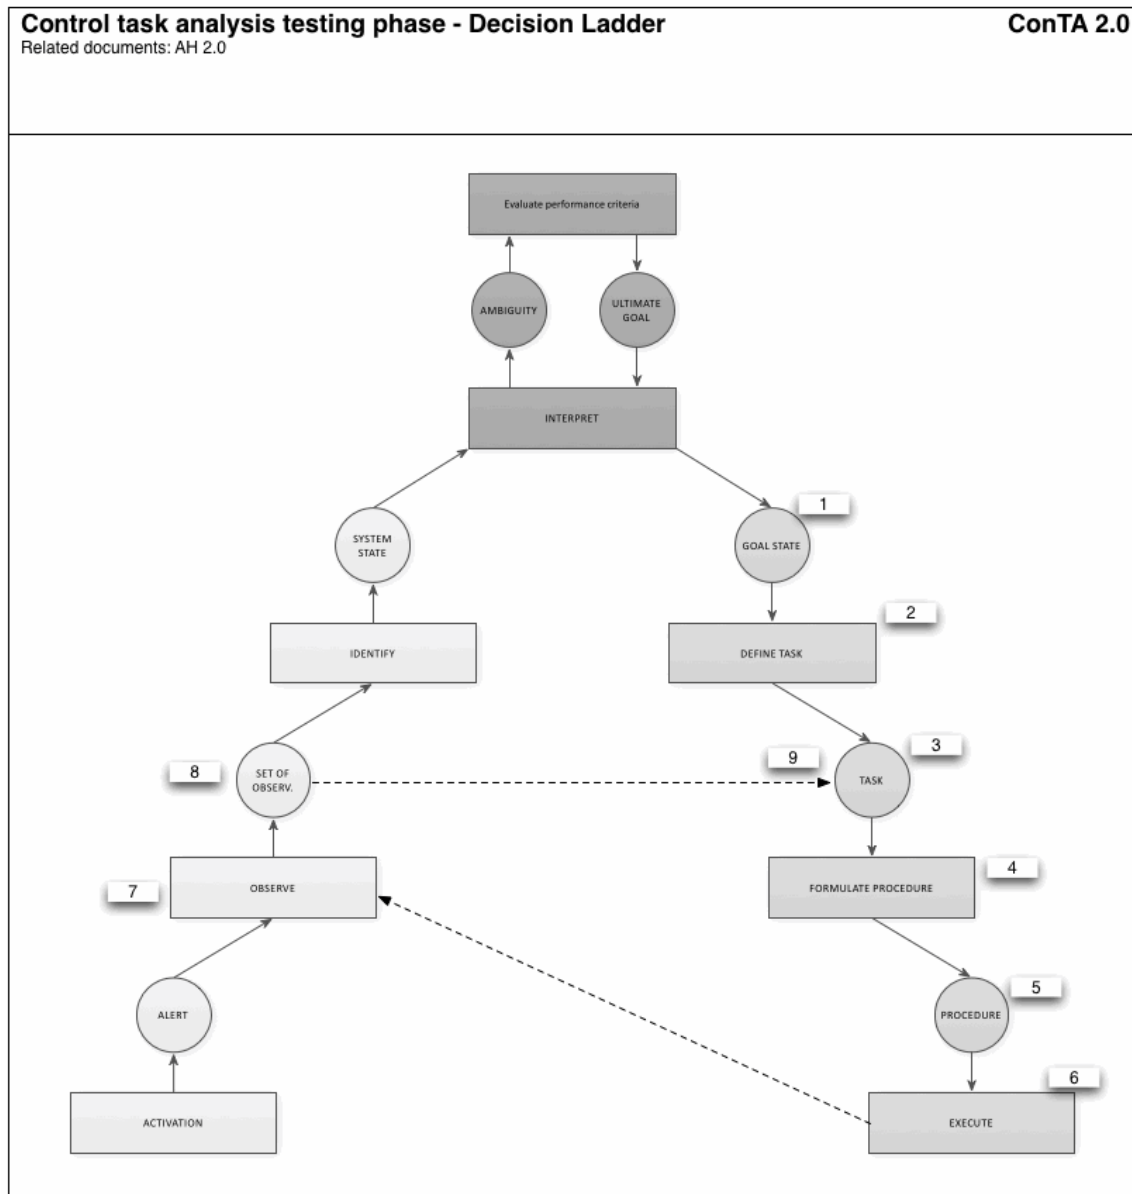 Control task analysis testing phase - Decision Ladder
ConTA 2.0
Related documents: AH 2.0
Evaluate performance criteria
AMBIGUITY
ULTIMATE
GOAL
INTERPRET
1
SYSTEM
STATE
GOAL STATE
2
IDENTIFY
DEFINE TASK
3
8
SET OF
OBSERV.
9
TASK
7
OBSERVE
4
FORMULATE PROCEDURE
5
ALERT
PROCEDURE
6
ACTIVATION
EXECUTE